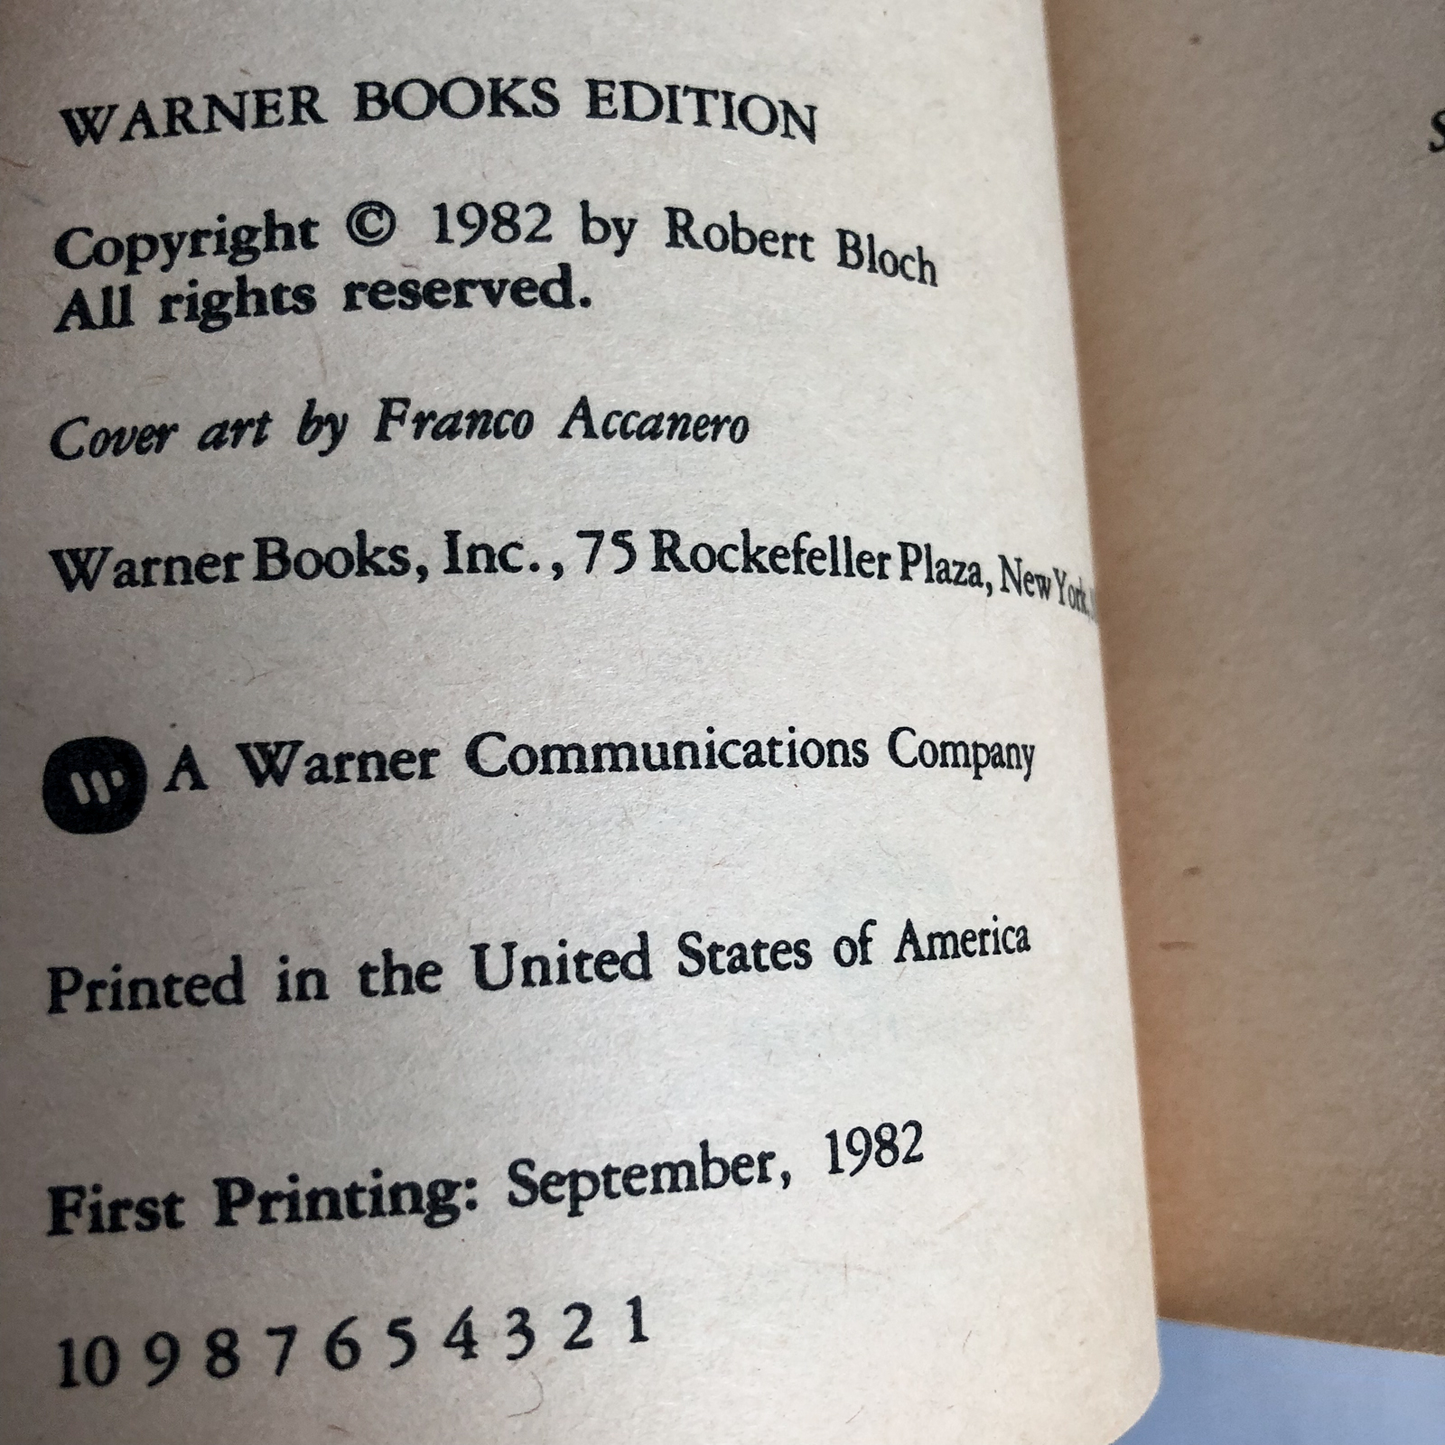 WARNER BOOKS EDITION
Copyright © 1982 by Robert Bloch
All rights reserved.
Cover art by Franco Accanero
Warner Books, Inc., 75 Rockefeller Plaza, New York,
A Warner Communications Company
Printed in the United States of America
First Printing: September, 1982
10 9 8 7 6 5 4 3 2 1